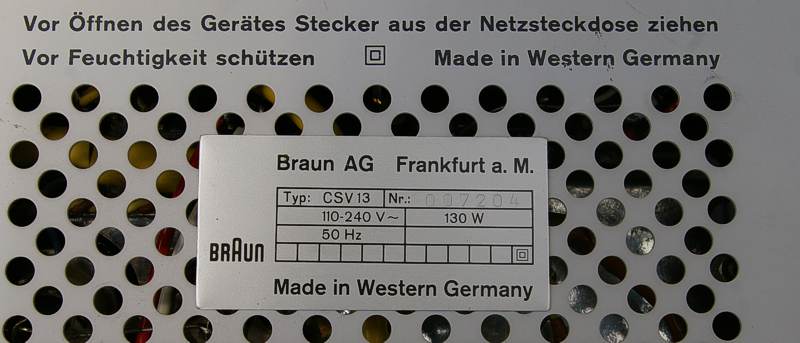 Vor Öffnen des Gerätes Stecker aus der Netzsteckdose ziehen
Vor Feuchtigkeit schützen Made in Western Germany
Braun AG Frankfurt a. M.
Typ: CSV 13 Nr.: 007204
110-240 V~ 130 W
50 Hz
BRAUN
Made in Western Germany